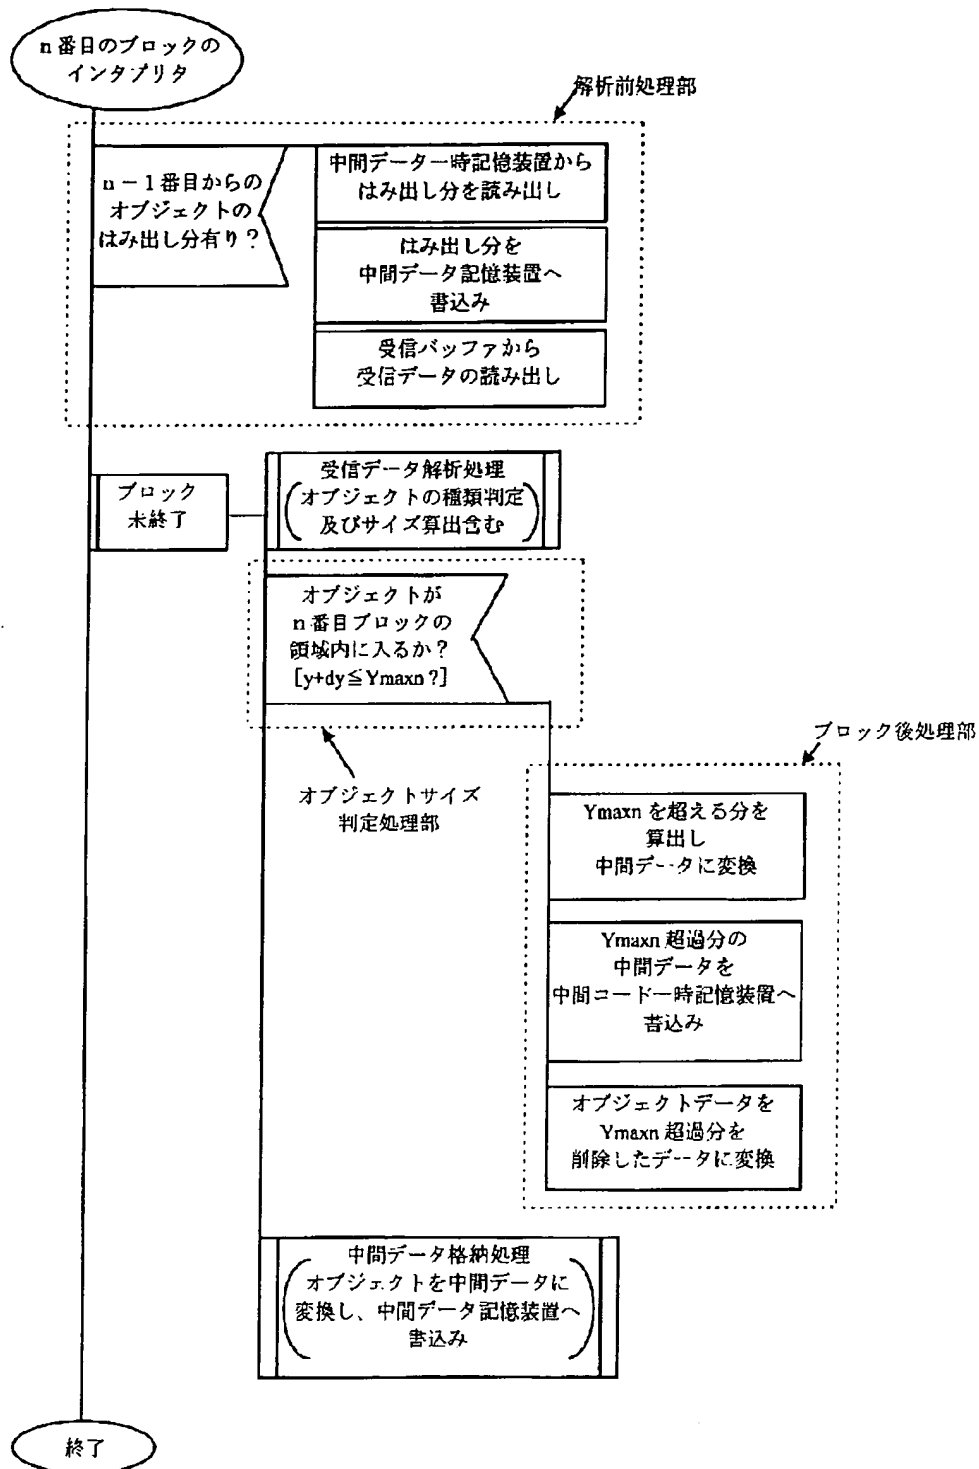 n番目のブロックの
インタプリタ
解析前処理部
n-1番目からの
オブジェクトの
はみ出し分有り?
中間データ一時記憶装置から
はみ出し分を読み出し
はみ出し分を
中間データ記憶装置へ
書込み
受信バッファから
受信データの読み出し
ブロック
未終了
受信データ解析処理
オブジェクトの種類判定
及びサイズ算出含む
オブジェクトが
n番目ブロックの
領域内に入るか?
[y+dy≦Ymaxn?]
オブジェクトサイズ
判定処理部
ブロック後処理部
Ymaxnを超える分を
算出し
中間データに変換
Ymaxn超過分の
中間データを
中間コード一時記憶装置へ
書込み
オブジェクトデータを
Ymaxn超過分を
削除したデータに変換
中間データ格納処理
オブジェクトを中間データに
変換し、中間データ記憶装置へ
書込み
終了